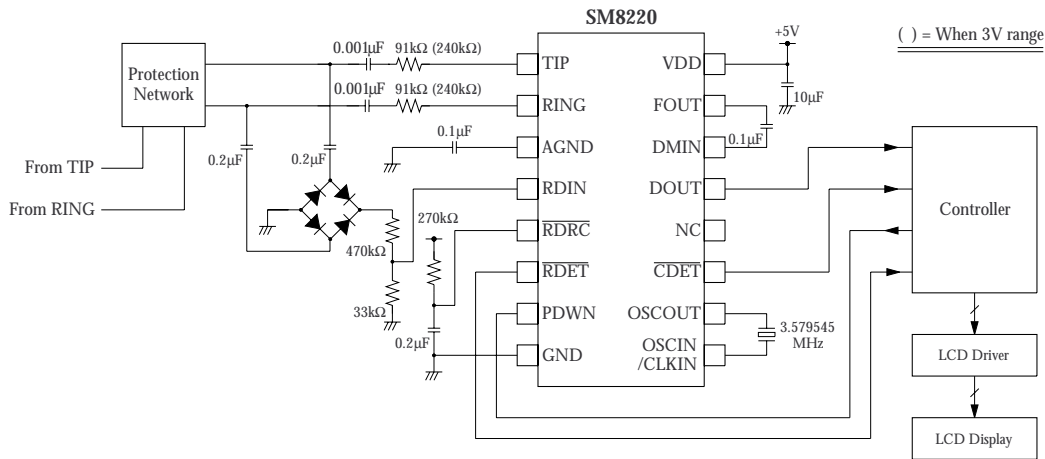 SM8220
( ) = When 3V range
Protection
Network
From TIP
From RING
0.001µF
91kΩ (240kΩ)
0.001µF
91kΩ (240kΩ)
0.1µF
0.2µF
0.2µF
270kΩ
470kΩ
33kΩ
0.2µF
TIP
RING
AGND
RDIN
RDRC
RDET
PDWN
GND
VDD
FOUT
DMIN
DOUT
NC
CDET
OSCOUT
OSCIN
/CLKIN
+5V
10µF
0.1µF
3.579545
MHz
Controller
LCD Driver
LCD Display